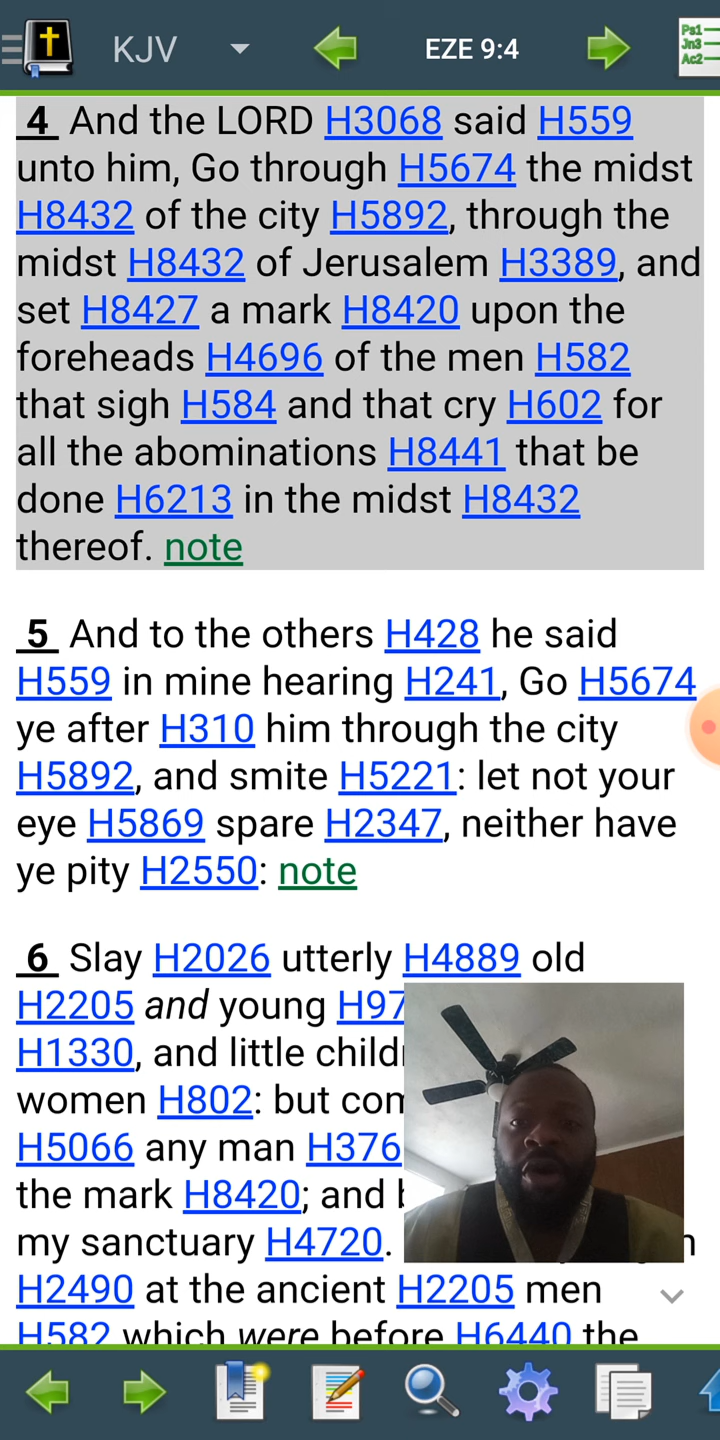 KJV
EZE 9:4
Ps1
Jn3
Ac2
4 And the LORD H3068 said H559
unto him, Go through H5674 the midst
H8432 of the city H5892, through the
midst H8432 of Jerusalem H3389, and
set H8427 a mark H8420 upon the
foreheads H4696 of the men H582
that sigh H584 and that cry H602 for
all the abominations H8441 that be
done H6213 in the midst H8432
thereof. note
5 And to the others H428 he said
H559 in mine hearing H241, Go H5674
ye after H310 him through the city
H5892, and smite H5221: let not your
eye H5869 spare H2347, neither have
ye pity H2550: note
6 Slay H2026 utterly H4889 old
H2205 and young
H1330, and little
women H802: but
H5066 any man H376
the mark H8420; and
my sanctuary H4720.
H2490 at the ancient H2205 men
H582 which were before H6440 the